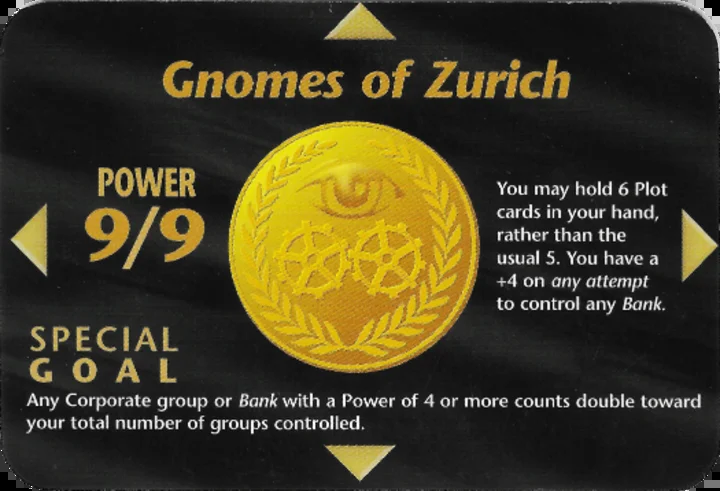 Gnomes of Zurich
POWER
9/9
You may hold 6 Plot
cards in your hand,
rather than the
usual 5. You have a
+4 on any attempt
to control any Bank.
SPECIAL
GOAL
Any Corporate group or Bank with a Power of 4 or more counts double toward
your total number of groups controlled.